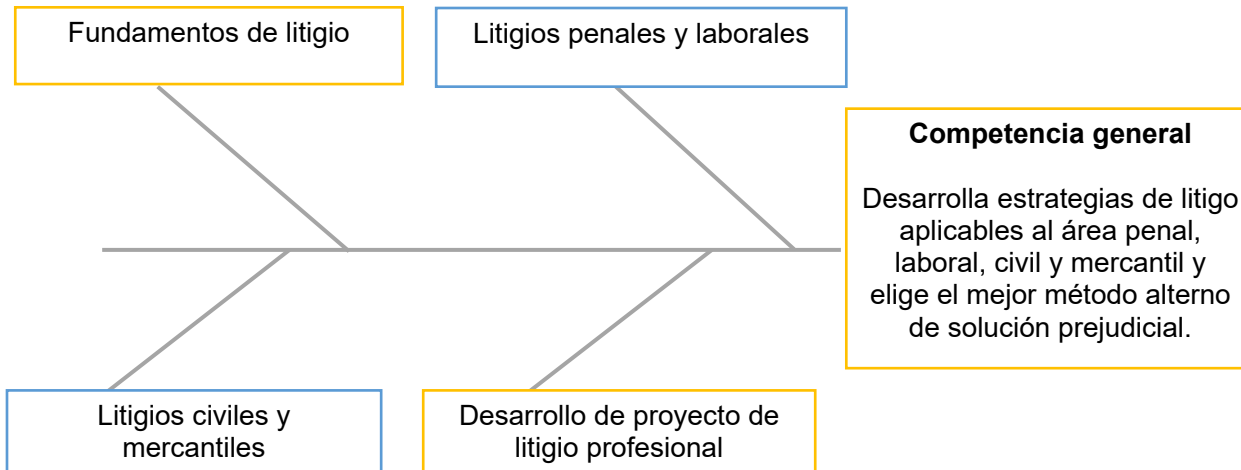 Fundamentos de litigio
Litigios penales y laborales
Competencia general
Desarrolla estrategias de litigo
aplicables al área penal,
laboral, civil y mercantil y
elige el mejor método alterno
de solución prejudicial.
Litigios civiles y
mercantiles
Desarrollo de proyecto de
litigio profesional